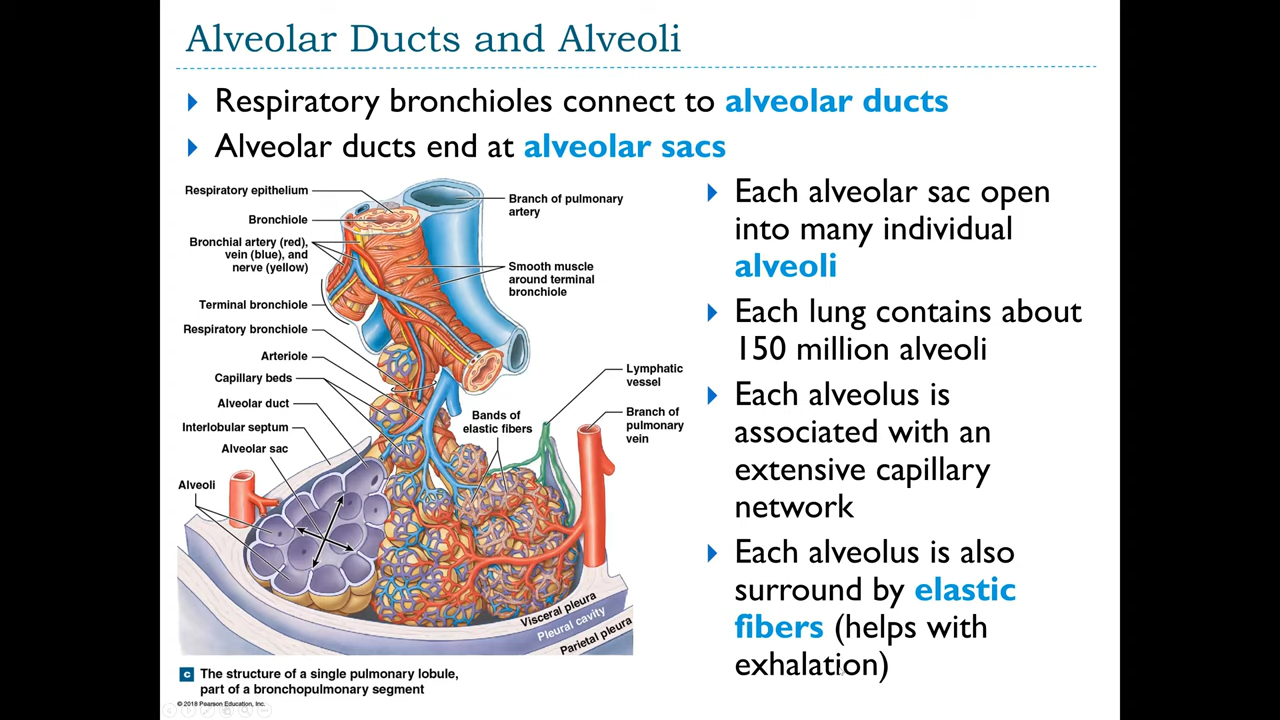 Alveolar Ducts and Alveoli
Respiratory bronchioles connect to alveolar ducts
Alveolar ducts end at alveolar sacs
Respiratory epithelium
Bronchiole
Bronchial artery (red),
vein (blue), and
nerve (yellow)
Terminal bronchiole
Respiratory bronchiole
Arteriole
Capillary beds
Alveolar duct
Interlobular septum
Alveolar sac
Alveoli
Branch of pulmonary
artery
Smooth muscle
around terminal
bronchiole
Bands of
elastic fibers
Lymphatic
vessel
Branch of
pulmonary
vein
Visceral pleura
Pleural cavity
Parietal pleura
c The structure of a single pulmonary lobule,
part of a bronchopulmonary segment
© 2018 Pearson Education, Inc.
Each alveolar sac open
into many individual
alveoli
Each lung contains about
150 million alveoli
Each alveolus is
associated with an
extensive capillary
network
Each alveolus is also
surround by elastic
fibers (helps with
exhalation)